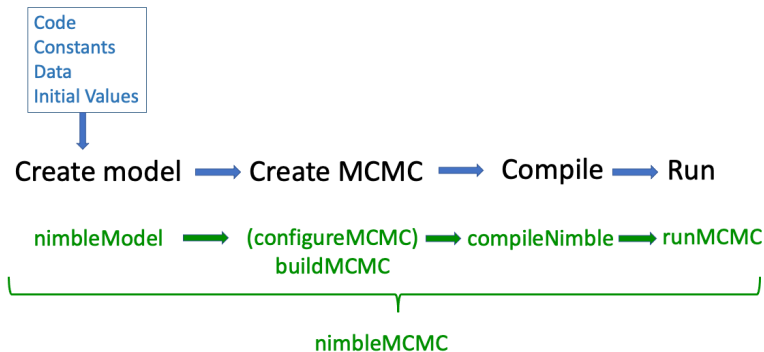 Code
Constants
Data
Initial Values
Create model
Create MCMC
Compile
Run
nimbleModel
(configureMCMC)
buildMCMC
compileNimble
runMCMC
nimbleMCMC